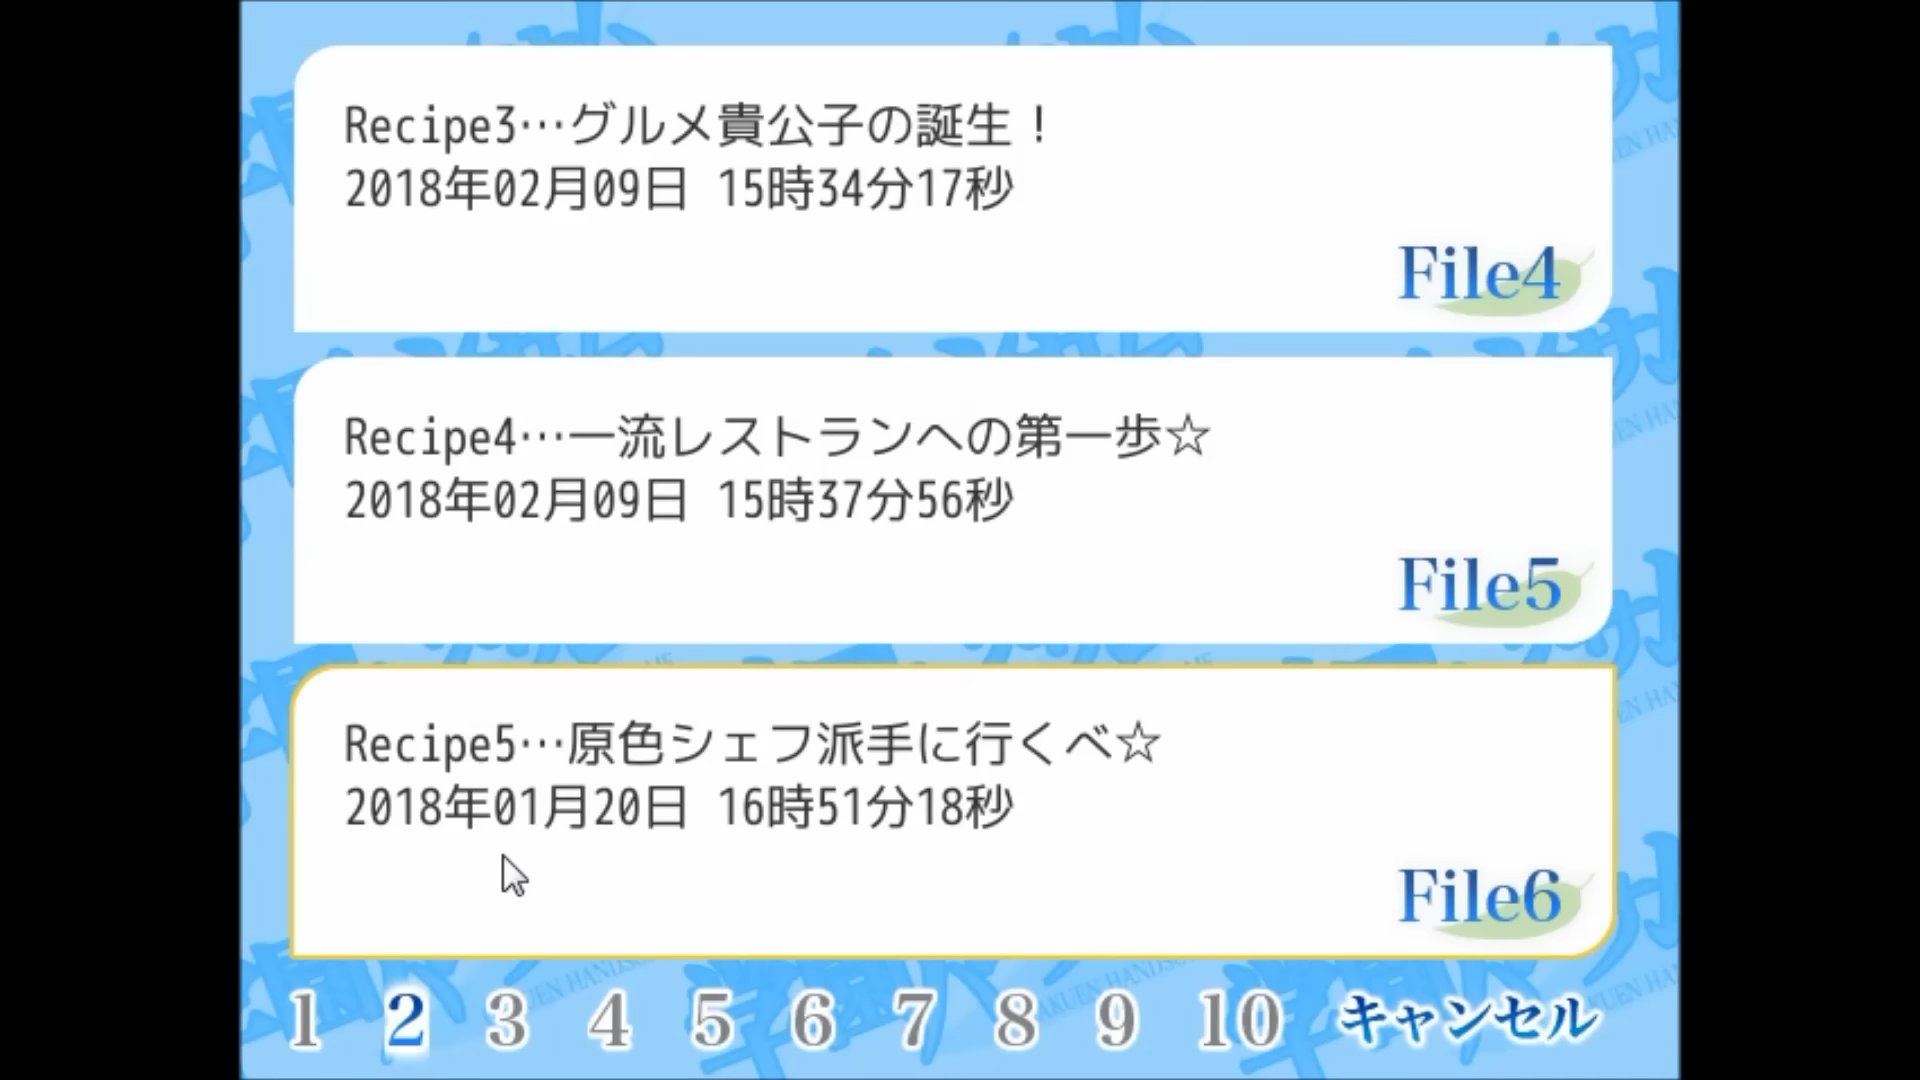 Recipe3…グルメ貴公子の誕生！
2018年02月09日 15時34分17秒
File4
Recipe4…一流レストランへの第一歩☆
2018年02月09日 15時37分56秒
File5
Recipe5…原色シェフ派手に行くべ☆
2018年01月20日 16時51分18秒
File6
1 2 3 4 5 6 7 8 9 10 キャンセル